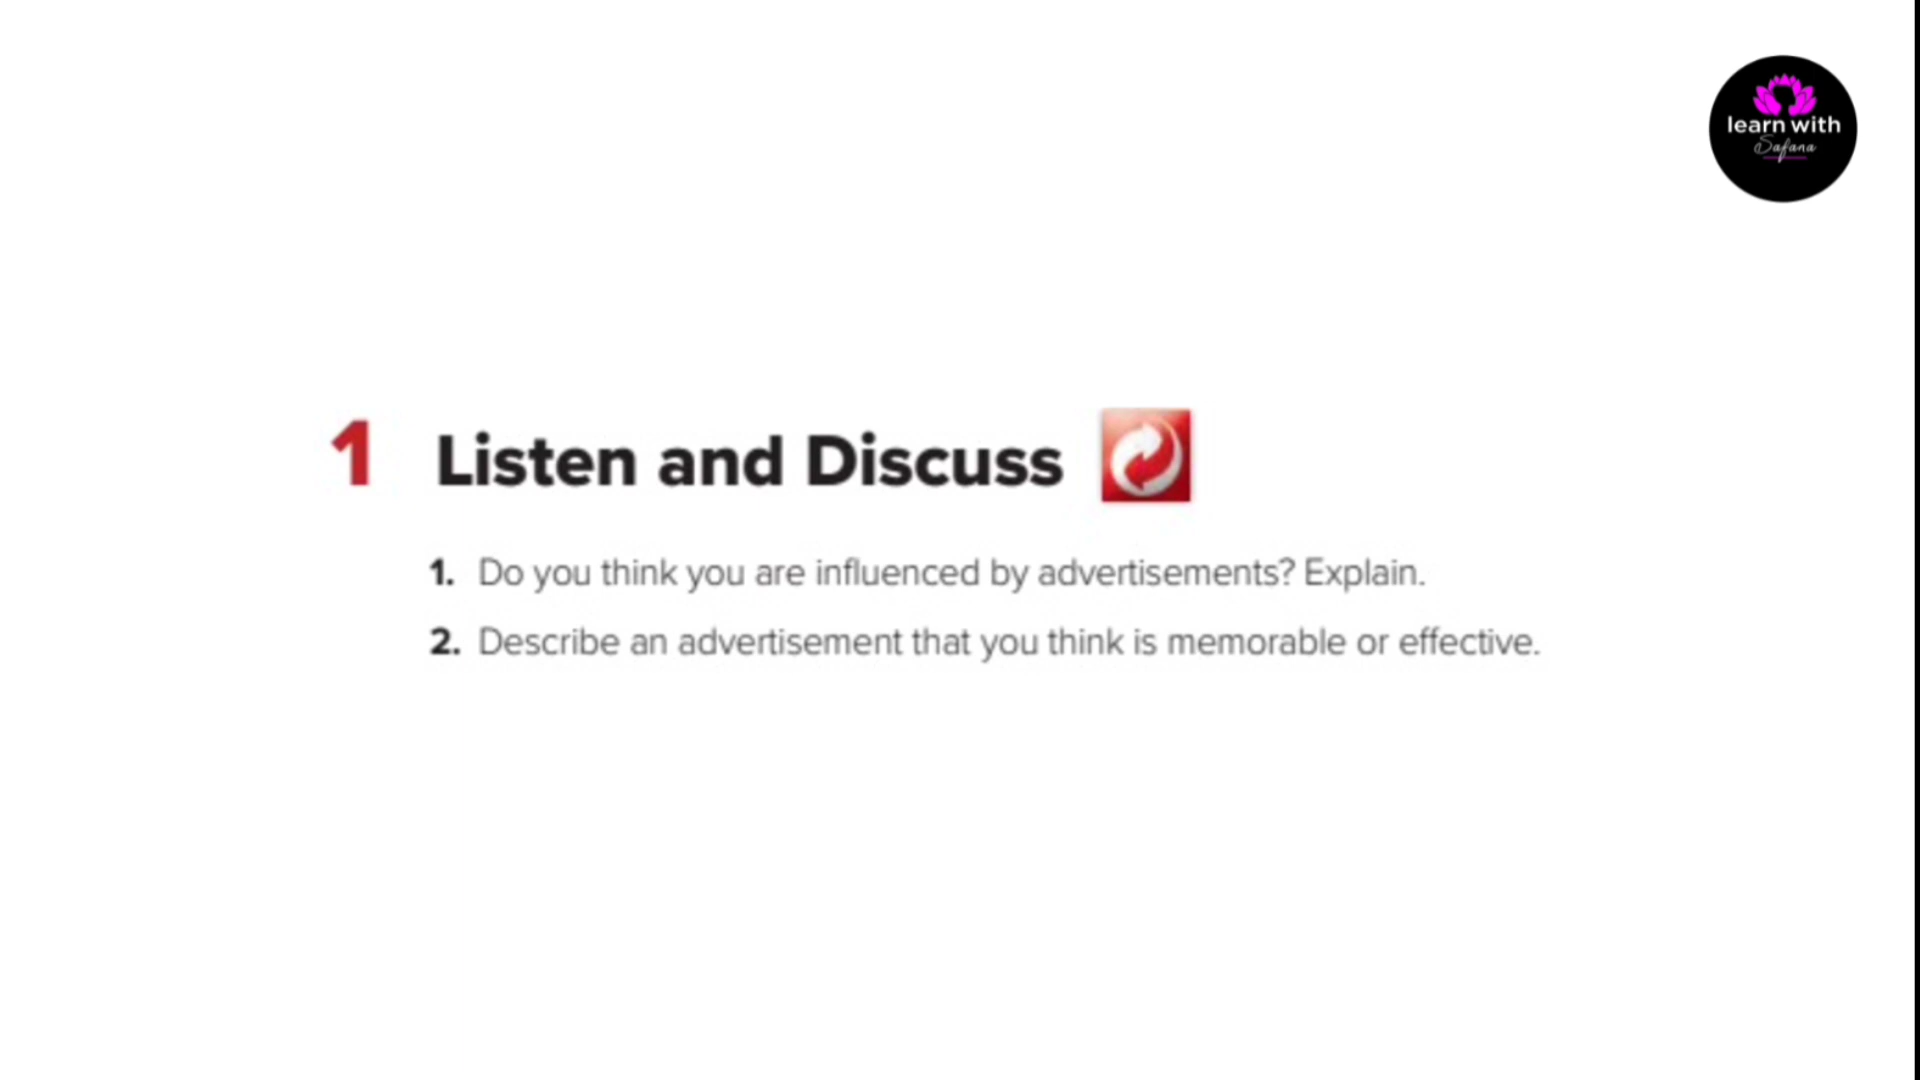 learn with
Safana
1 Listen and Discuss
1. Do you think you are influenced by advertisements? Explain.
2. Describe an advertisement that you think is memorable or effective.